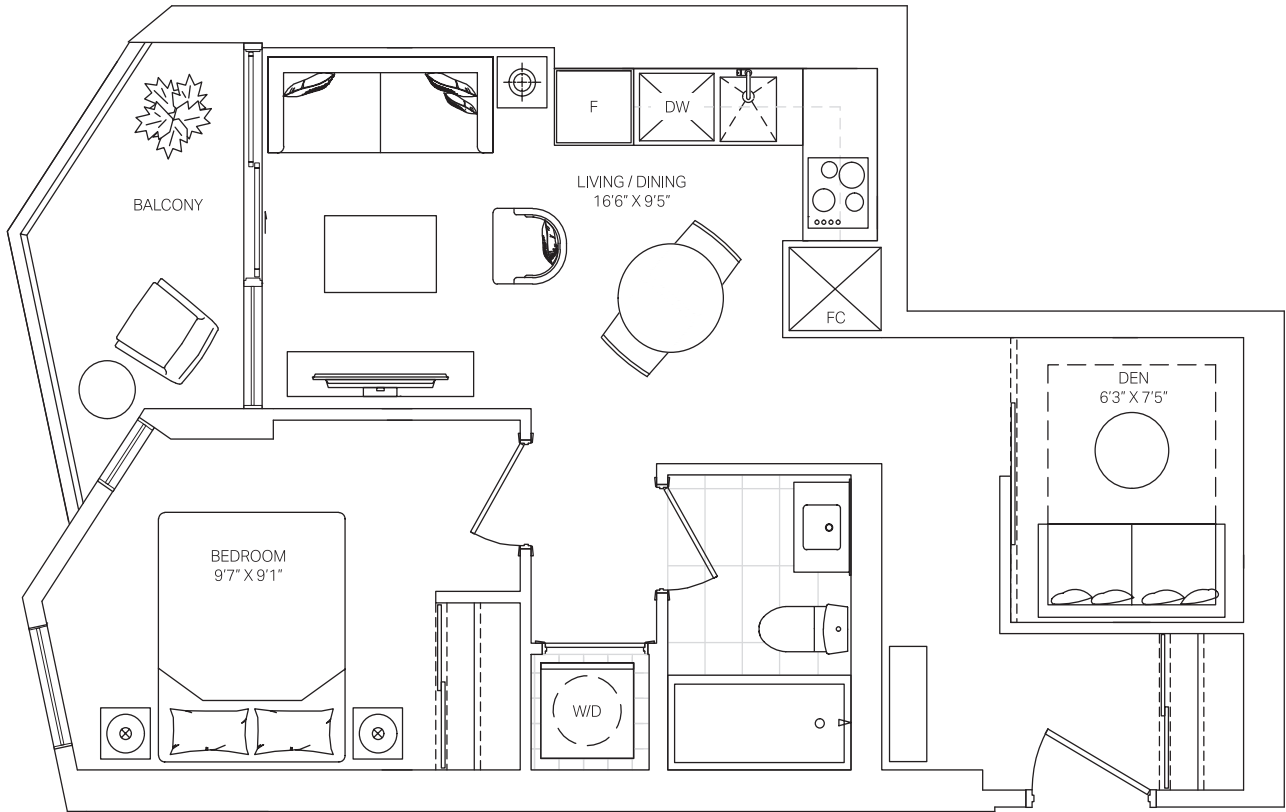 F
DW
LIVING / DINING
16'6" X 9'5"
BALCONY
FC
DEN
6'3" X 7'5"
BEDROOM
9'7" X 9'1"
W/D